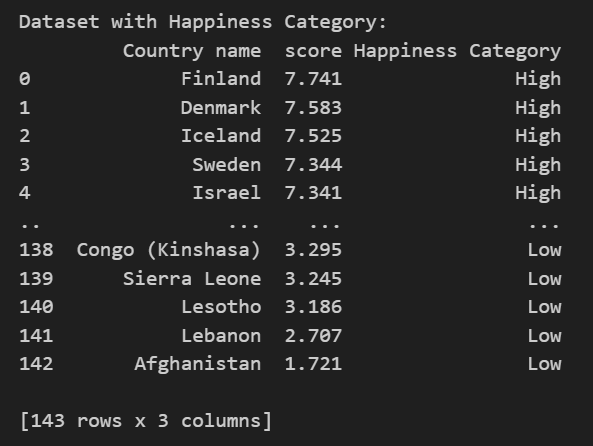 Dataset with Happiness Category:
Country name score Happiness Category
0 Finland 7.741 High
1 Denmark 7.583 High
2 Iceland 7.525 High
3 Sweden 7.344 High
4 Israel 7.341 High
.. ... ... ...
138 Congo (Kinshasa) 3.295 Low
139 Sierra Leone 3.245 Low
140 Lesotho 3.186 Low
141 Lebanon 2.707 Low
142 Afghanistan 1.721 Low
[143 rows x 3 columns]